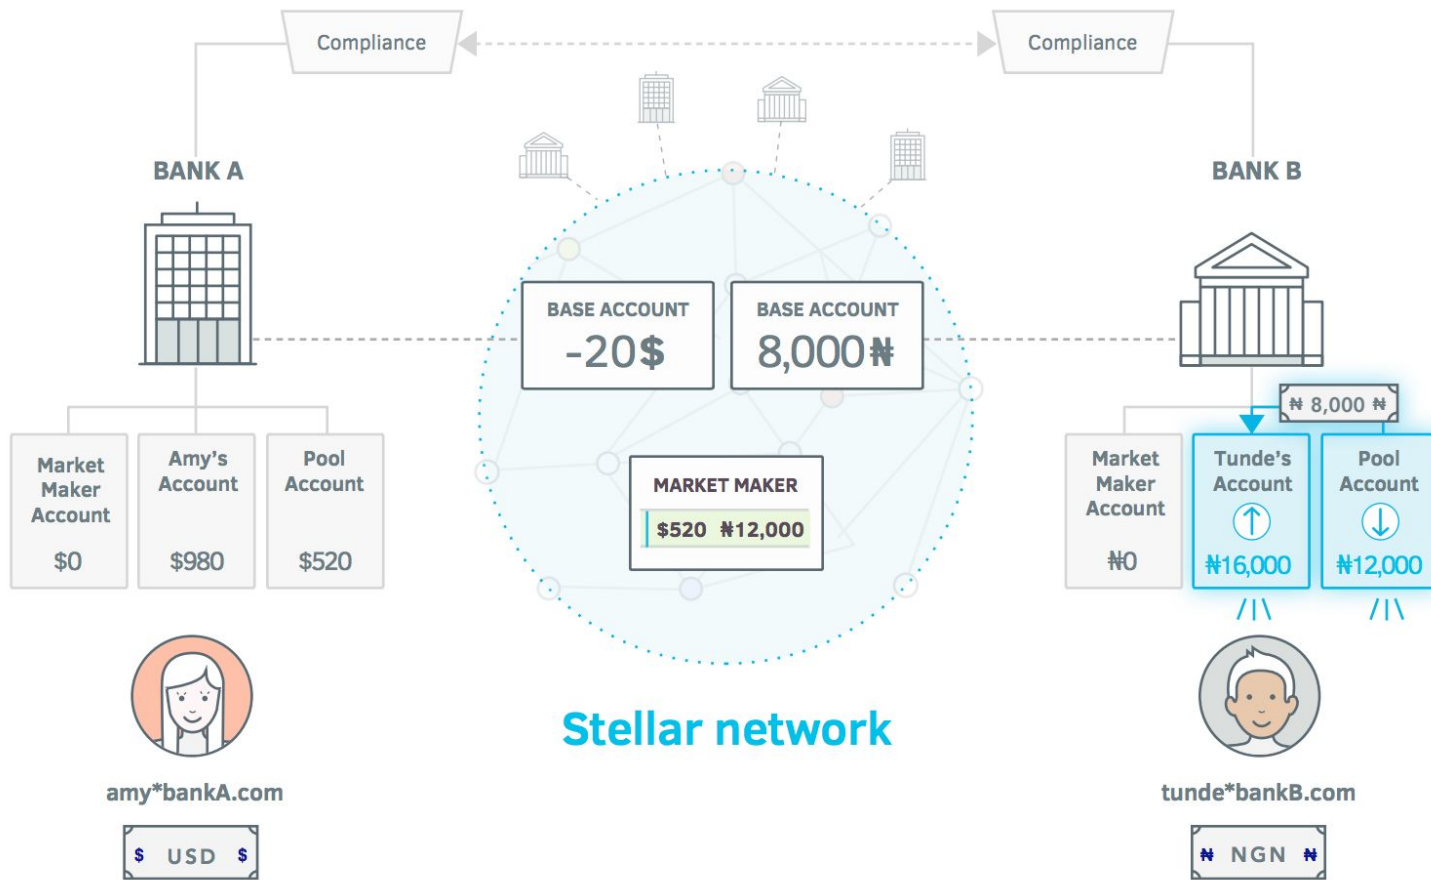 Compliance
Compliance
BANK A
BANK B
BASE ACCOUNT
-20$
BASE ACCOUNT
8,000₦
₦ 8,000 ₦
Market
Maker
Account
$0
Amy's
Account
$980
Pool
Account
$520
MARKET MAKER
$520 ₦12,000
Market
Maker
Account
₦0
Tunde's
Account
₦16,000
Pool
Account
₦12,000
Stellar network
amy*bankA.com
tunde*bankB.com
$ USD $
₦ NGN ₦